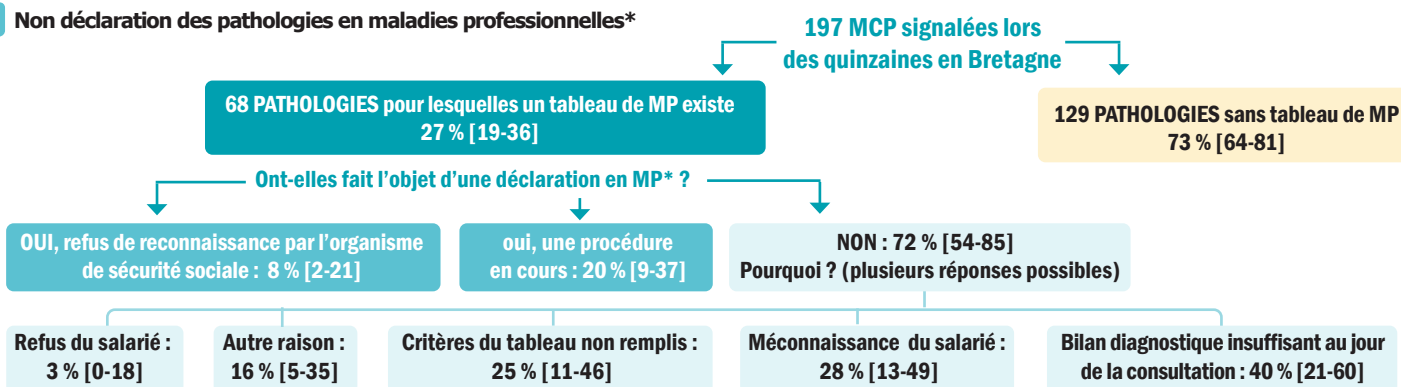 Non déclaration des pathologies en maladies professionnelles*
197 MCP signalées lors
des quinzaines en Bretagne
68 PATHOLOGIES pour lesquelles un tableau de MP existe
27 % [19-36]
129 PATHOLOGIES sans tableau de MP
73 % [64-81]
Ont-elles fait l'objet d'une déclaration en MP* ?
OUI, refus de reconnaissance par l'organisme
de sécurité sociale : 8 % [2-21]
oui, une procédure
en cours : 20 % [9-37]
NON : 72 % [54-85]
Pourquoi ? (plusieurs réponses possibles)
Refus du salarié :
3 % [0-18]
Autre raison :
16 % [5-35]
Critères du tableau non remplis :
25 % [11-46]
Méconnaissance du salarié :
28 % [13-49]
Bilan diagnostique insuffisant au jour
de la consultation : 40 % [21-60]